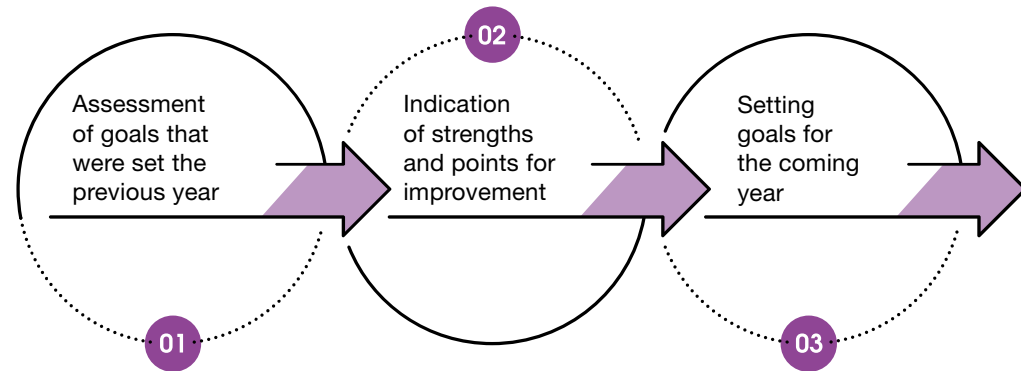 01
Assessment
of goals that
were set the
previous year
02
Indication
of strengths
and points for
improvement
03
Setting
goals for
the coming
year